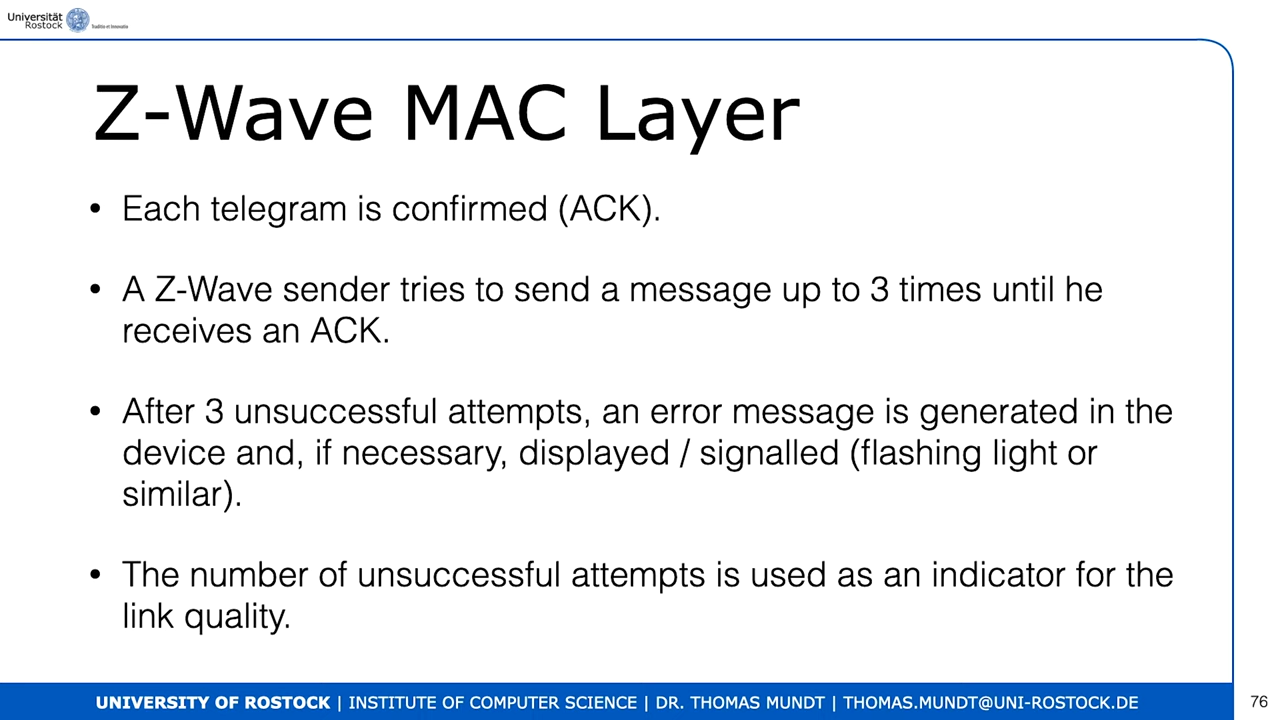 Universität
Rostock
Traditio et Innovatio
Z-Wave MAC Layer
• Each telegram is confirmed (ACK).
• A Z-Wave sender tries to send a message up to 3 times until he
receives an ACK.
• After 3 unsuccessful attempts, an error message is generated in the
device and, if necessary, displayed / signalled (flashing light or
similar).
• The number of unsuccessful attempts is used as an indicator for the
link quality.
UNIVERSITY OF ROSTOCK | INSTITUTE OF COMPUTER SCIENCE | DR. THOMAS MUNDT | THOMAS.MUNDT@UNI-ROSTOCK.DE
76